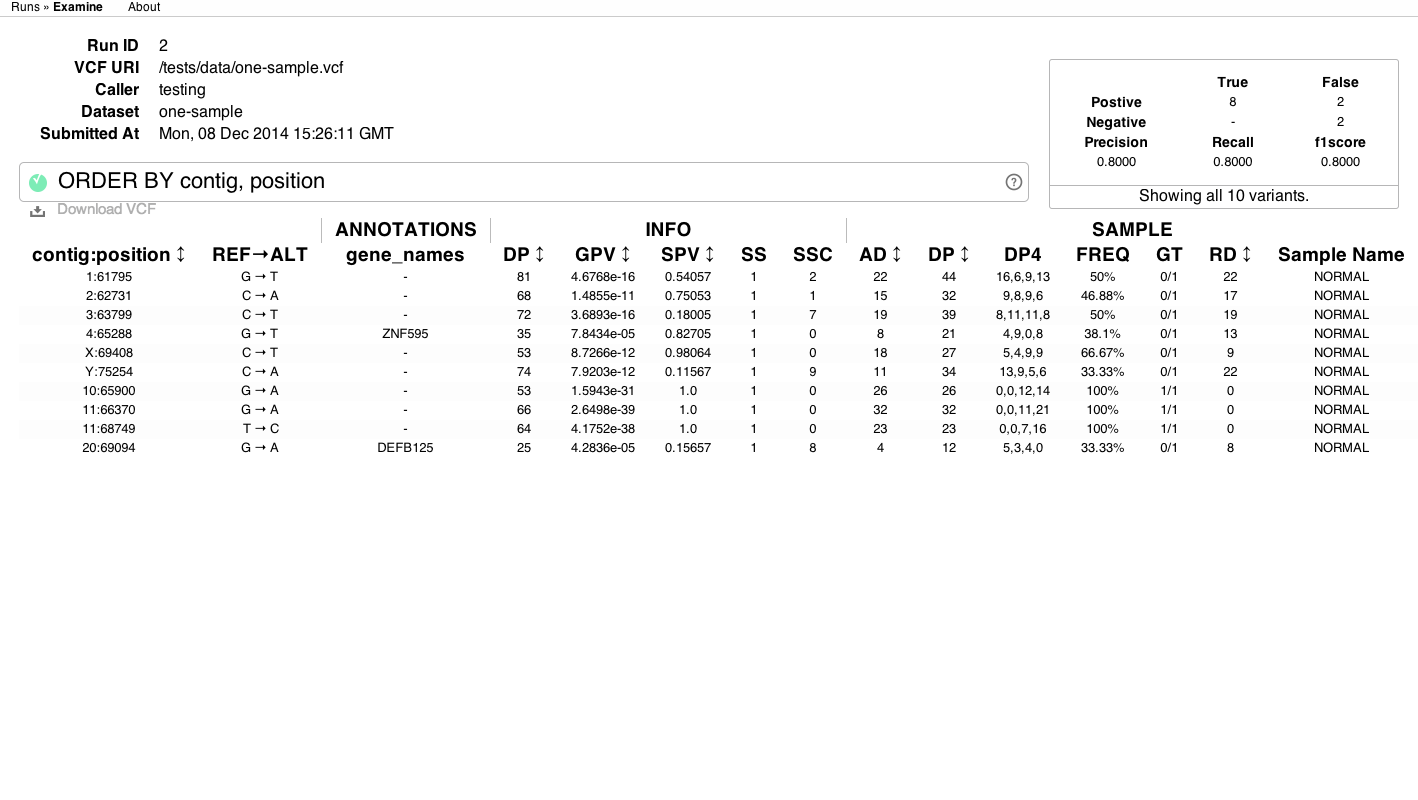 Runs » Examine About
Run ID 2
VCF URI /tests/data/one-sample.vcf
Caller testing
Dataset one-sample
Submitted At Mon, 08 Dec 2014 15:26:11 GMT
True False
Postive 8 2
Negative - 2
Precision Recall f1score
0.8000 0.8000 0.8000
Showing all 10 variants.
ORDER BY contig, position ?
Download VCF
ANNOTATIONS INFO SAMPLE
contig:position ↕ REF→ALT gene_names DP ↕ GPV ↕ SPV ↕ SS SSC AD ↕ DP ↕ DP4 FREQ GT RD ↕ Sample Name
1:61795 G → T - 81 4.6768e-16 0.54057 1 2 22 44 16,6,9,13 50% 0/1 22 NORMAL
2:62731 C → A - 68 1.4855e-11 0.75053 1 1 15 32 9,8,9,6 46.88% 0/1 17 NORMAL
3:63799 C → T - 72 3.6893e-16 0.18005 1 7 19 39 8,11,11,8 50% 0/1 19 NORMAL
4:65288 G → T ZNF595 35 7.8434e-05 0.82705 1 0 8 21 4,9,0,8 38.1% 0/1 13 NORMAL
X:69408 C → T - 53 8.7266e-12 0.98064 1 0 18 27 5,4,9,9 66.67% 0/1 9 NORMAL
Y:75254 C → A - 74 7.9203e-12 0.11567 1 9 11 34 13,9,5,6 33.33% 0/1 22 NORMAL
10:65900 G → A - 53 1.5943e-31 1.0 1 0 26 26 0,0,12,14 100% 1/1 0 NORMAL
11:66370 G → A - 66 2.6498e-39 1.0 1 0 32 32 0,0,11,21 100% 1/1 0 NORMAL
11:68749 T → C - 64 4.1752e-38 1.0 1 0 23 23 0,0,7,16 100% 1/1 0 NORMAL
20:69094 G → A DEFB125 25 4.2836e-05 0.15657 1 8 4 12 5,3,4,0 33.33% 0/1 8 NORMAL